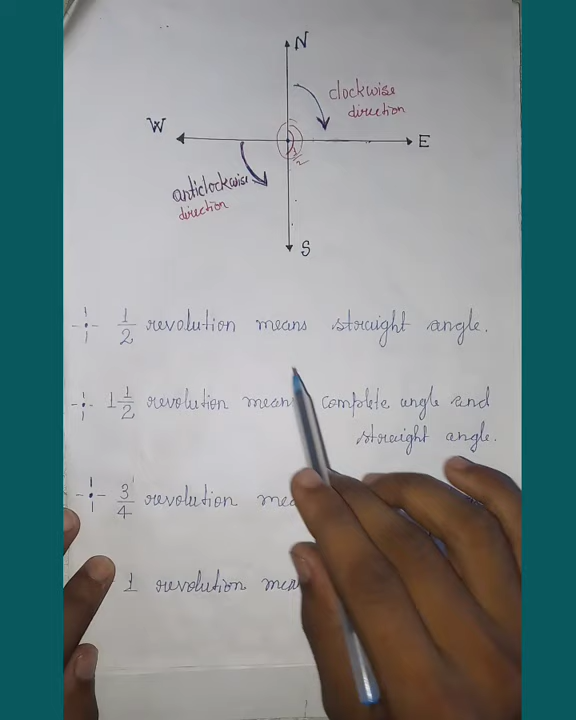 N
clockwise
direction
W
E
anticlockwise
direction
S
1/2 revolution means straight angle.
1 1/2 revolution means complete angle and
straight angle.
3/4 revolution
1 revolution